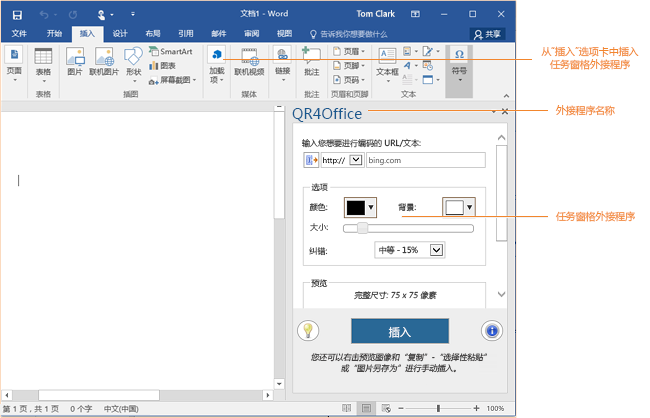 文档1 - Word
Tom Clark
文件 开始 插入 设计 布局 引用 邮件 审阅 视图 告诉我你想要做什么 共享
页面 表格 图片 联机图片 形状 SmartArt 图表 屏幕截图 加载项 联机视频 链接 批注 页眉 页脚 页码 文本框 符号
表格 插图 媒体 批注 页眉和页脚 文本
从"插入"选项卡中插入
任务窗格外接程序
QR4Office
外接程序名称
输入您想要进行编码的 URL/文本:
http:// bing.com
选项
颜色: 背景:
任务窗格外接程序
大小:
纠错: 中等 - 15%
预览
完整尺寸: 75 x 75 像素
插入
您还可以右击预览图像和“复制” - “选择性粘贴”
或 “图片另存为” 进行手动插入。
第 1 页，共 1 页 0 个字 中文(中国) 100%